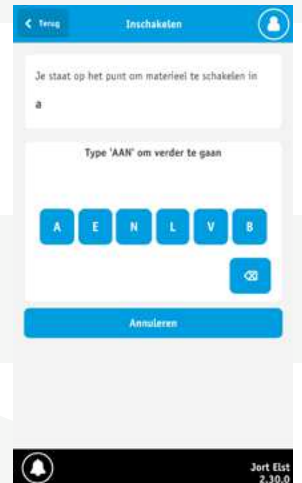 Terug
Inschakelen
Je staat op het punt om materieel te schakelen in
a
Type 'AAN' om verder te gaan
A E N L V B
Annuleren
Jort Elst
2.30.0